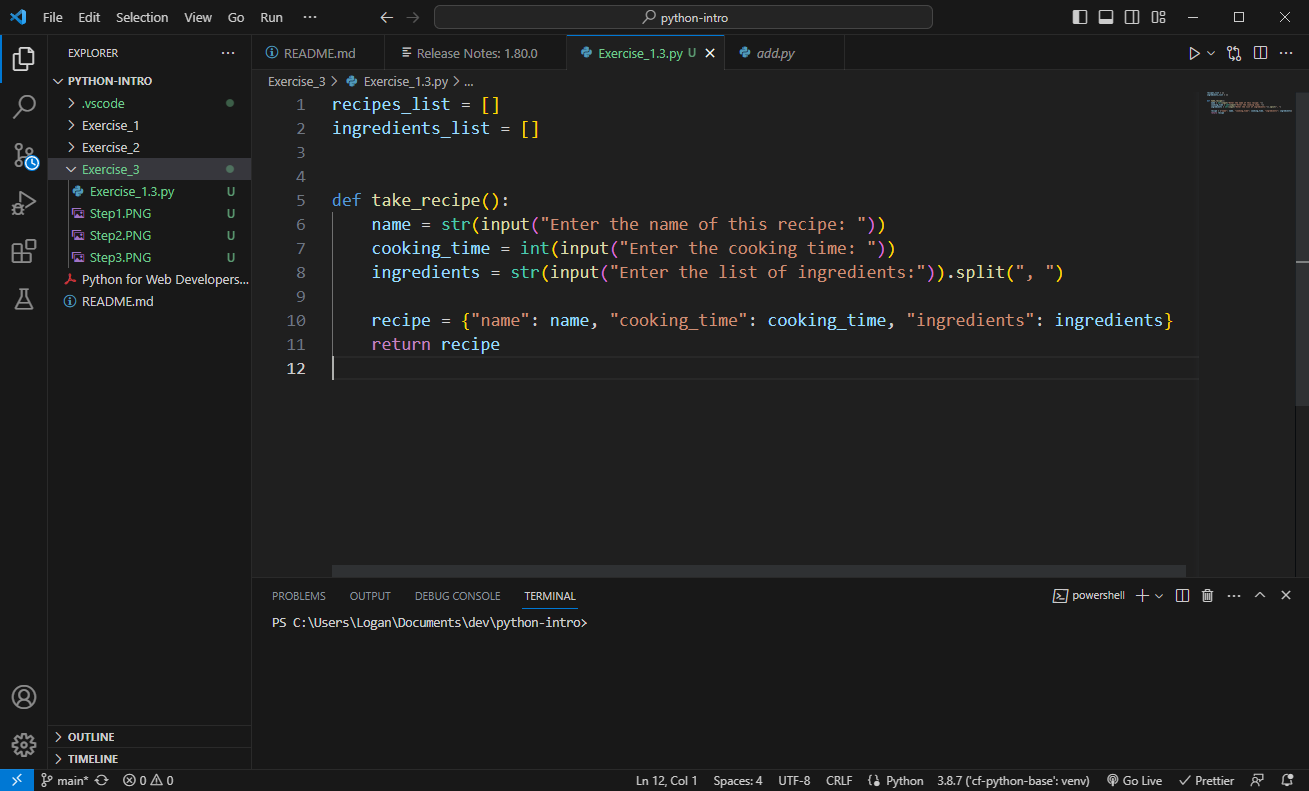 File Edit Selection View Go Run ··· python-intro
EXPLORER ···
PYTHON-INTRO
.vscode
Exercise_1
Exercise_2
Exercise_3
Exercise_1.3.py U
Step1.PNG U
Step2.PNG U
Step3.PNG U
Python for Web Developers...
README.md
OUTLINE
TIMELINE
README.md Release Notes: 1.80.0 Exercise_1.3.py U add.py
Exercise_3 > Exercise_1.3.py > ...
1 recipes_list = []
2 ingredients_list = []
3
4
5 def take_recipe():
6 name = str(input("Enter the name of this recipe: "))
7 cooking_time = int(input("Enter the cooking time: "))
8 ingredients = str(input("Enter the list of ingredients:")).split(", ")
9
10 recipe = {"name": name, "cooking_time": cooking_time, "ingredients": ingredients}
11 return recipe
12
PROBLEMS OUTPUT DEBUG CONSOLE TERMINAL powershell
PS C:\Users\Logan\Documents\dev\python-intro>
main* 0 0 Ln 12, Col 1 Spaces: 4 UTF-8 CRLF Python 3.8.7 ('cf-python-base': venv) Go Live Prettier